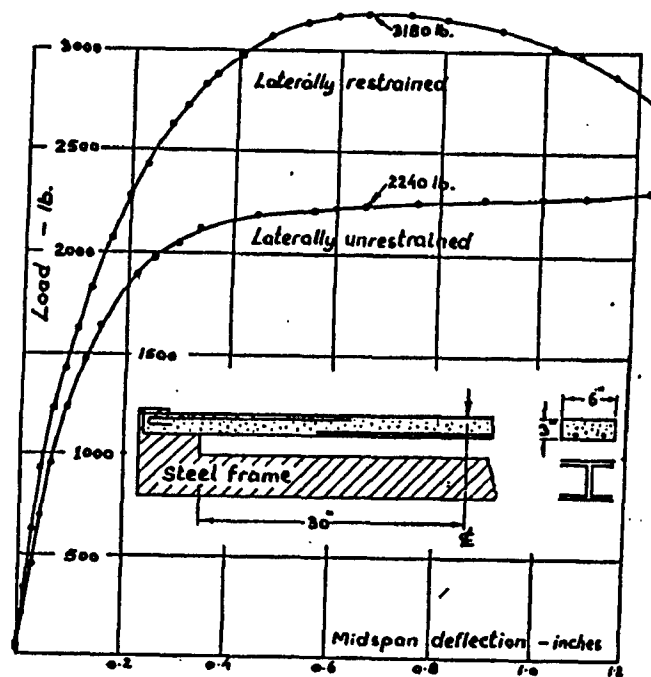 3180 lb.
3000
Laterally restrained
2500
2240 lb.
2000
Laterally unrestrained
Load - lb.
1500
6"
3"
1000
Steel frame
30"
℄
500
Midspan deflection - inches
0.2 0.4 0.6 0.8 1.0 1.2